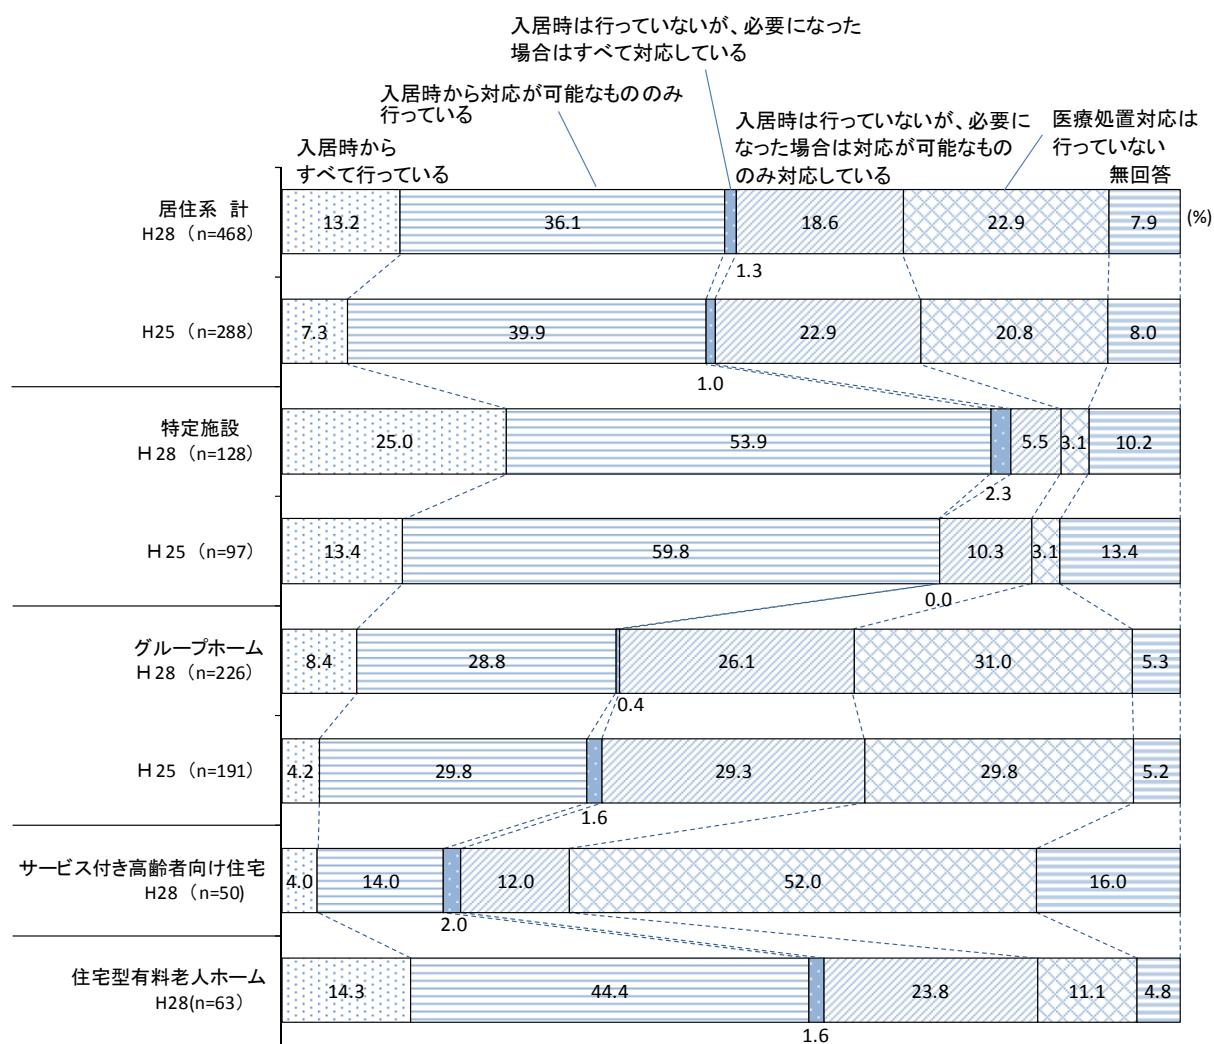 入居時は行っていないが、必要になった
場合はすべて対応している
入居時から対応が可能なもののみ
行っている
入居時は行っていないが、必要に
なった場合は対応が可能なもの
のみ対応している
医療処置対応は
行っていない
入居時から
すべて行っている
無回答
居住系 計
H28 (n=468)
13.2 36.1 18.6 22.9 7.9 (%)
1.3
H25 (n=288)
7.3 39.9 22.9 20.8 8.0
1.0
特定施設
H28 (n=128)
25.0 53.9 5.5 3.1 10.2
2.3
H25 (n=97)
13.4 59.8 10.3 3.1 13.4
0.0
グループホーム
H28 (n=226)
8.4 28.8 26.1 31.0 5.3
0.4
H25 (n=191)
4.2 29.8 29.3 29.8 5.2
1.6
サービス付き高齢者向け住宅
H28 (n=50)
4.0 14.0 12.0 52.0 16.0
2.0
住宅型有料老人ホーム
H28(n=63)
14.3 44.4 23.8 11.1 4.8
1.6